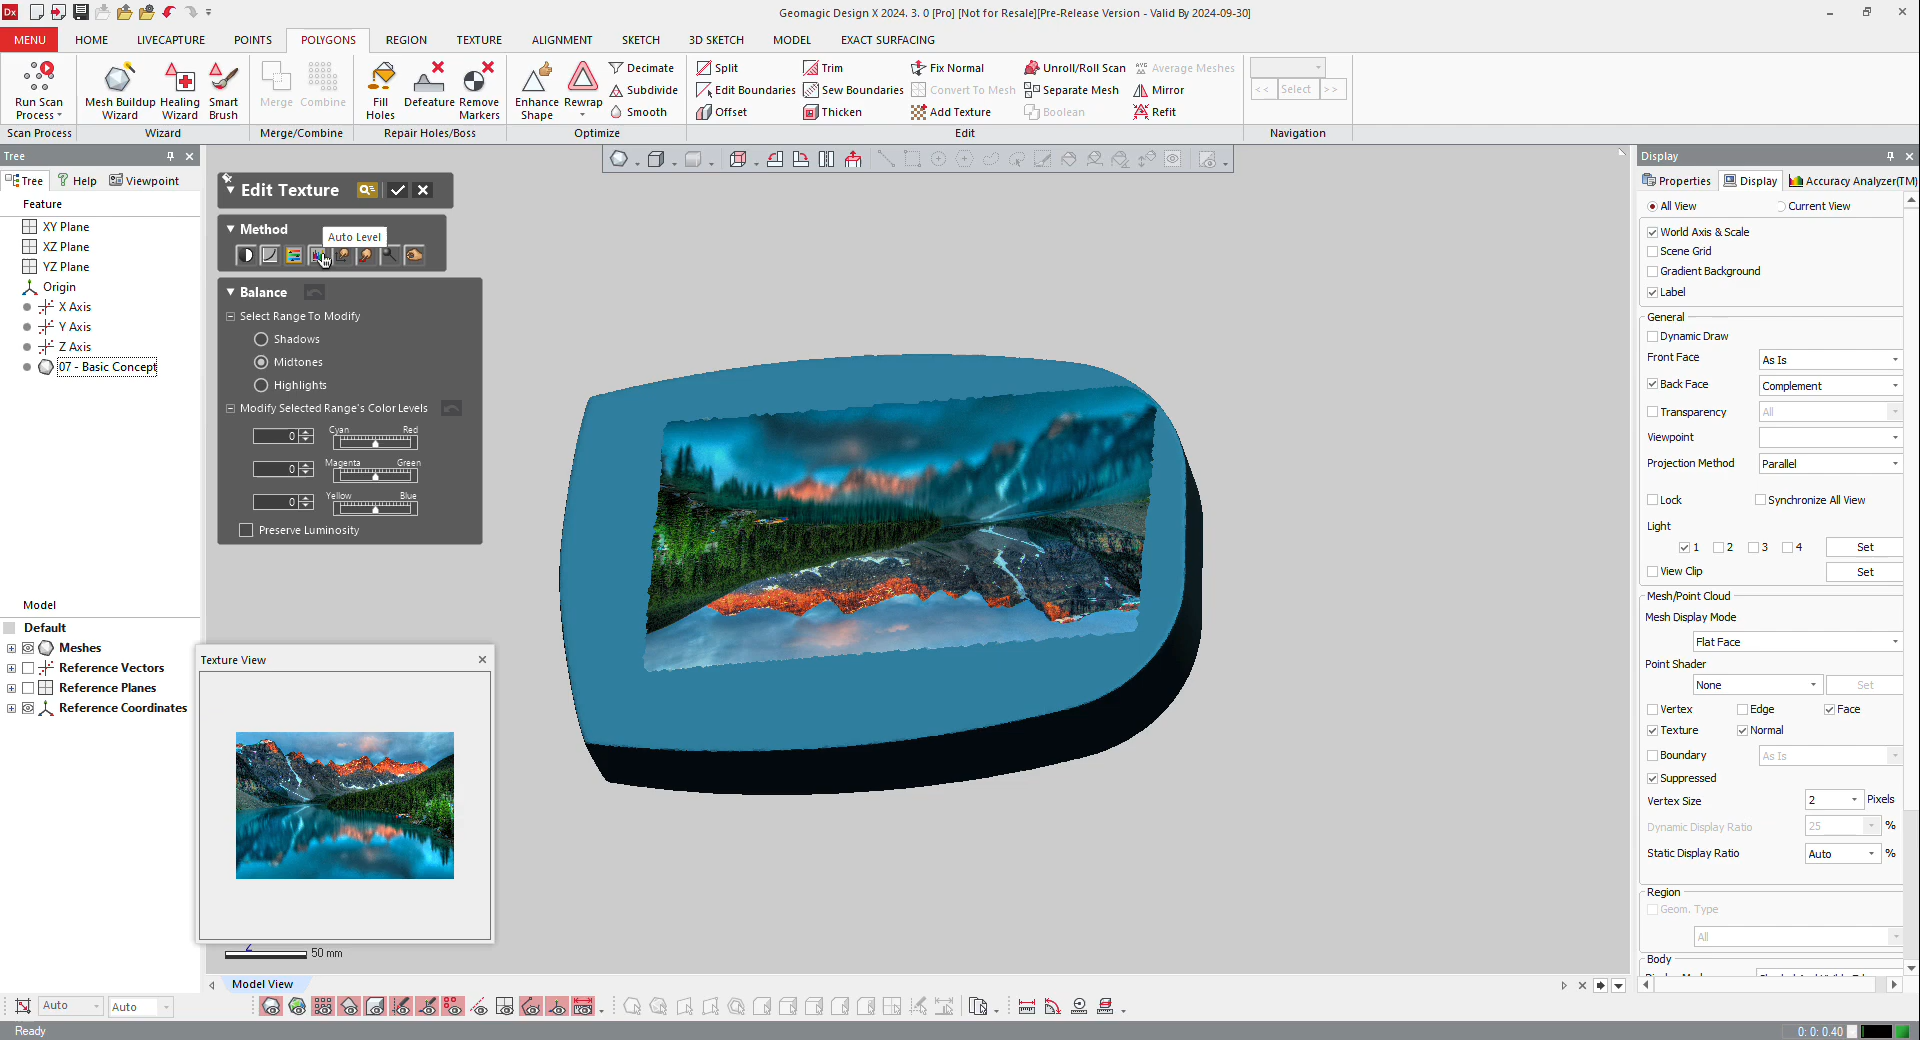 Dx
Geomagic Design X 2024. 3. 0 [Pro] [Not for Resale][Pre-Release Version - Valid By 2024-09-30]
MENU HOME LIVECAPTURE POINTS POLYGONS REGION TEXTURE ALIGNMENT SKETCH 3D SKETCH MODEL EXACT SURFACING
Run Scan Process
Mesh Buildup Wizard
Healing Wizard
Smart Brush
Merge
Combine
Fill Holes
Defeature
Remove Markers
Enhance Shape
Rewrap
Decimate
Subdivide
Smooth
Split
Edit Boundaries
Offset
Trim
Sew Boundaries
Thicken
Fix Normal
Convert To Mesh
Add Texture
Unroll/Roll Scan
Separate Mesh
Boolean
Average Meshes
Mirror
Refit
<< Select >>
Scan Process Wizard Merge/Combine Repair Holes/Boss Optimize Edit Navigation
Tree
Tree Help Viewpoint
Feature
XY Plane
XZ Plane
YZ Plane
Origin
X Axis
Y Axis
Z Axis
07 - Basic Concept
Model
Default
Meshes
Reference Vectors
Reference Planes
Reference Coordinates
Edit Texture
Method
Auto Level
Balance
Select Range To Modify
Shadows
Midtones
Highlights
Modify Selected Range's Color Levels
Cyan Red
0
Magenta Green
0
Yellow Blue
0
Preserve Luminosity
Texture View
Z
50 mm
Model View
Display
Properties Display Accuracy Analyzer(TM)
All View Current View
World Axis & Scale
Scene Grid
Gradient Background
Label
General
Dynamic Draw
Front Face As Is
Back Face Complement
Transparency All
Viewpoint
Projection Method Parallel
Lock Synchronize All View
Light
1 2 3 4 Set
View Clip Set
Mesh/Point Cloud
Mesh Display Mode
Flat Face
Point Shader
None Set
Vertex Edge Face
Texture Normal
Boundary As Is
Suppressed
Vertex Size 2 Pixels
Dynamic Display Ratio 25 %
Static Display Ratio Auto %
Region
Geom. Type
All
Body
Auto Auto
Ready
0: 0: 0.40